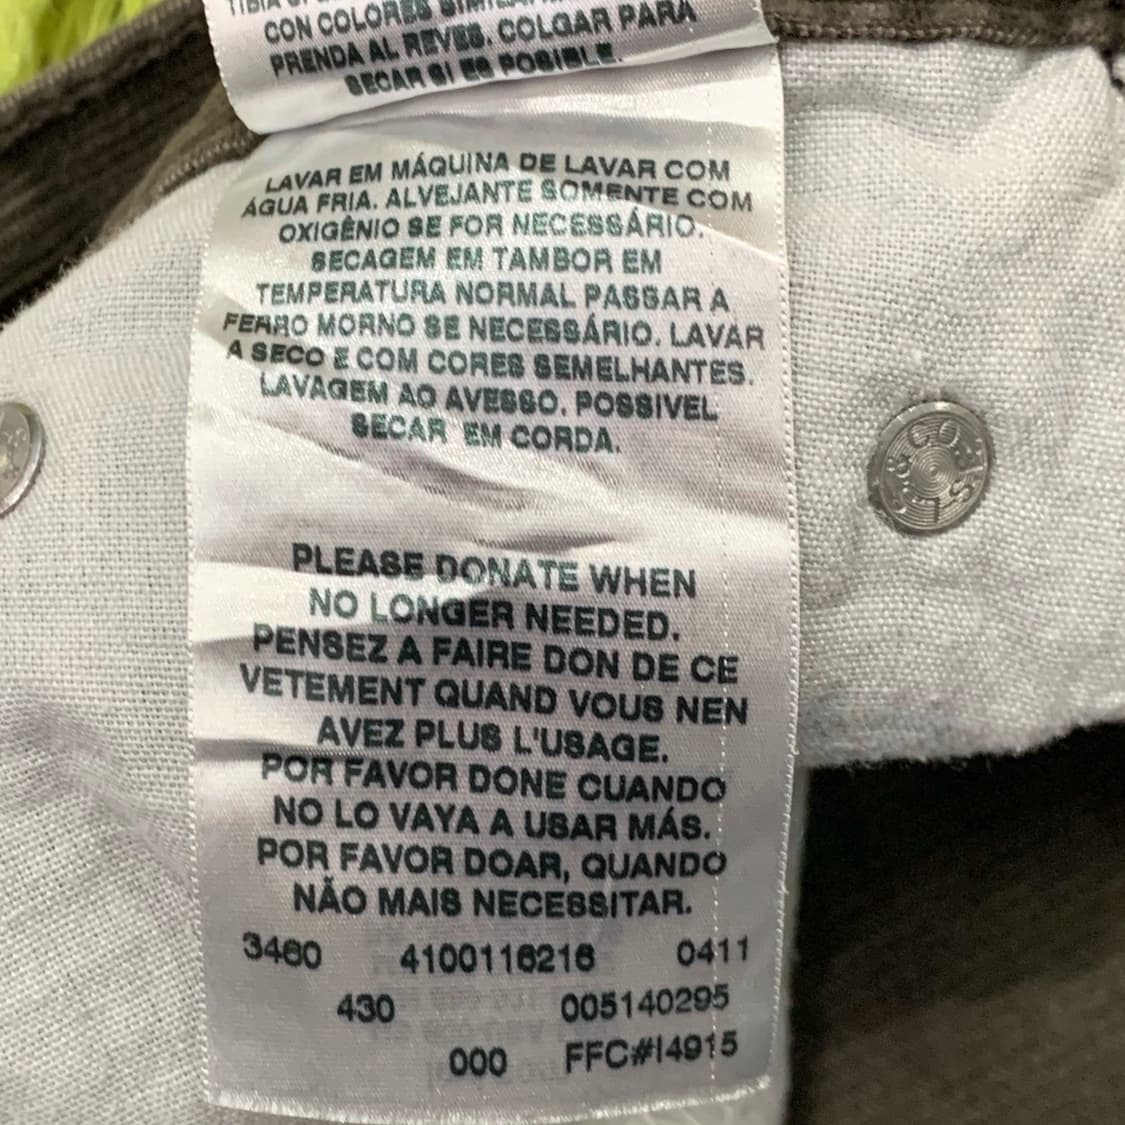 CON COLORES
PRENDA AL REVES. COLGAR PARA
SECAR SI ES POSIBLE.
LAVAR EM MÁQUINA DE LAVAR COM
ÁGUA FRIA. ALVEJANTE SOMENTE COM
OXIGÊNIO SE FOR NECESSÁRIO.
SECAGEM EM TAMBOR EM
TEMPERATURA NORMAL PASSAR A
FERRO MORNO SE NECESSÁRIO. LAVAR
A SECO E COM CORES SEMELHANTES.
LAVAGEM AO AVESSO. POSSIVEL
SECAR EM CORDA.
PLEASE DONATE WHEN
NO LONGER NEEDED.
PENSEZ A FAIRE DON DE CE
VETEMENT QUAND VOUS NEN
AVEZ PLUS L'USAGE.
POR FAVOR DONE CUANDO
NO LO VAYA A USAR MÁS.
POR FAVOR DOAR, QUANDO
NÃO MAIS NECESSITAR.
3460 4100116216 0411
430 005140295
000 FFC#I4915